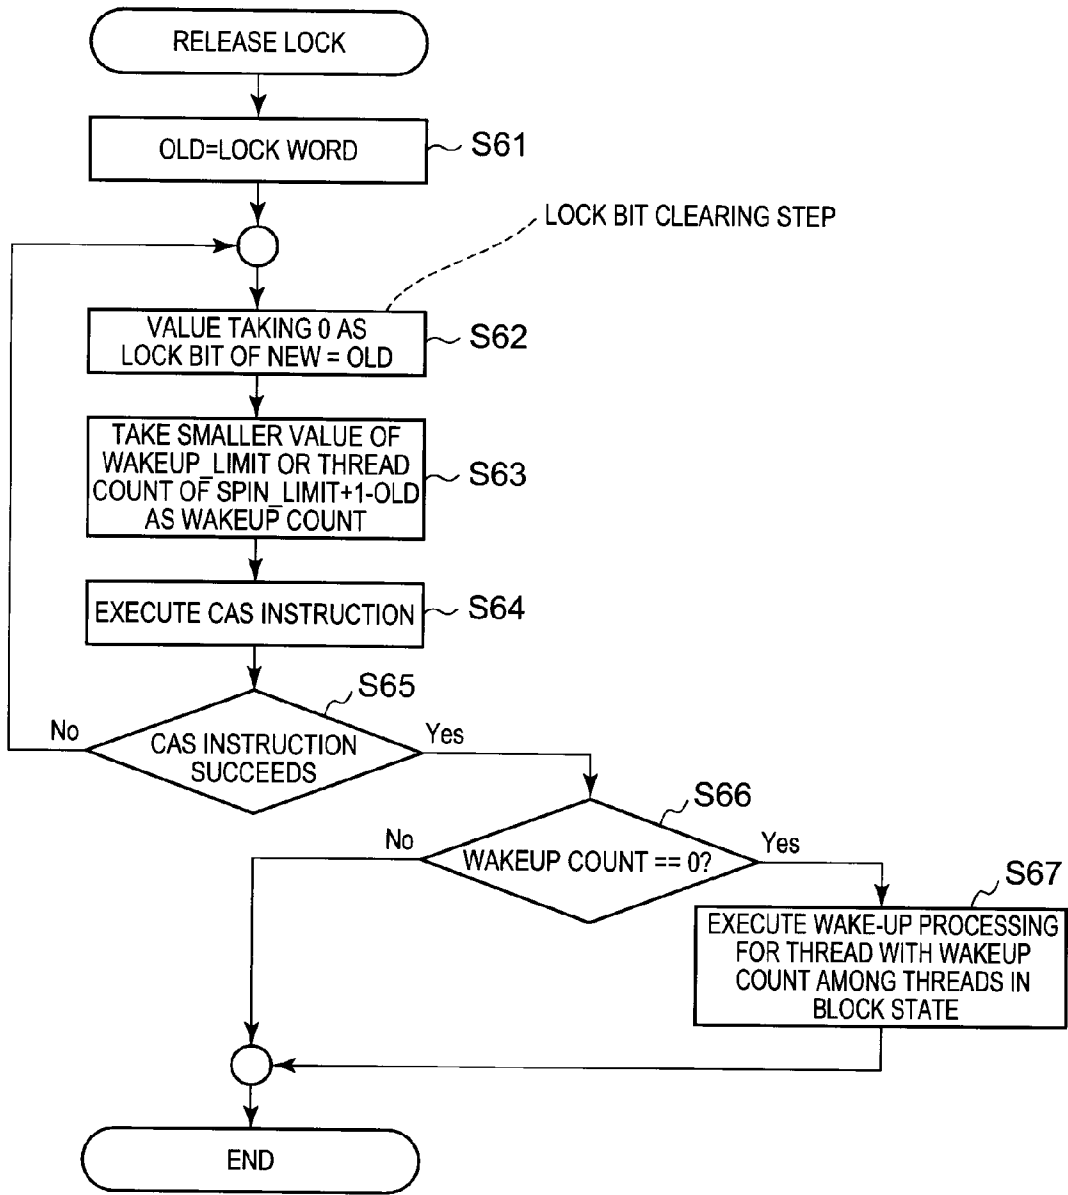 RELEASE LOCK
OLD=LOCK WORD
S61
LOCK BIT CLEARING STEP
VALUE TAKING 0 AS
LOCK BIT OF NEW = OLD
S62
TAKE SMALLER VALUE OF
WAKEUP_LIMIT OR THREAD
COUNT OF SPIN_LIMIT+1-OLD
AS WAKEUP COUNT
S63
EXECUTE CAS INSTRUCTION
S64
S65
No
CAS INSTRUCTION
SUCCEEDS
Yes
S66
No
WAKEUP COUNT == 0?
Yes
S67
EXECUTE WAKE-UP PROCESSING
FOR THREAD WITH WAKEUP
COUNT AMONG THREADS IN
BLOCK STATE
END